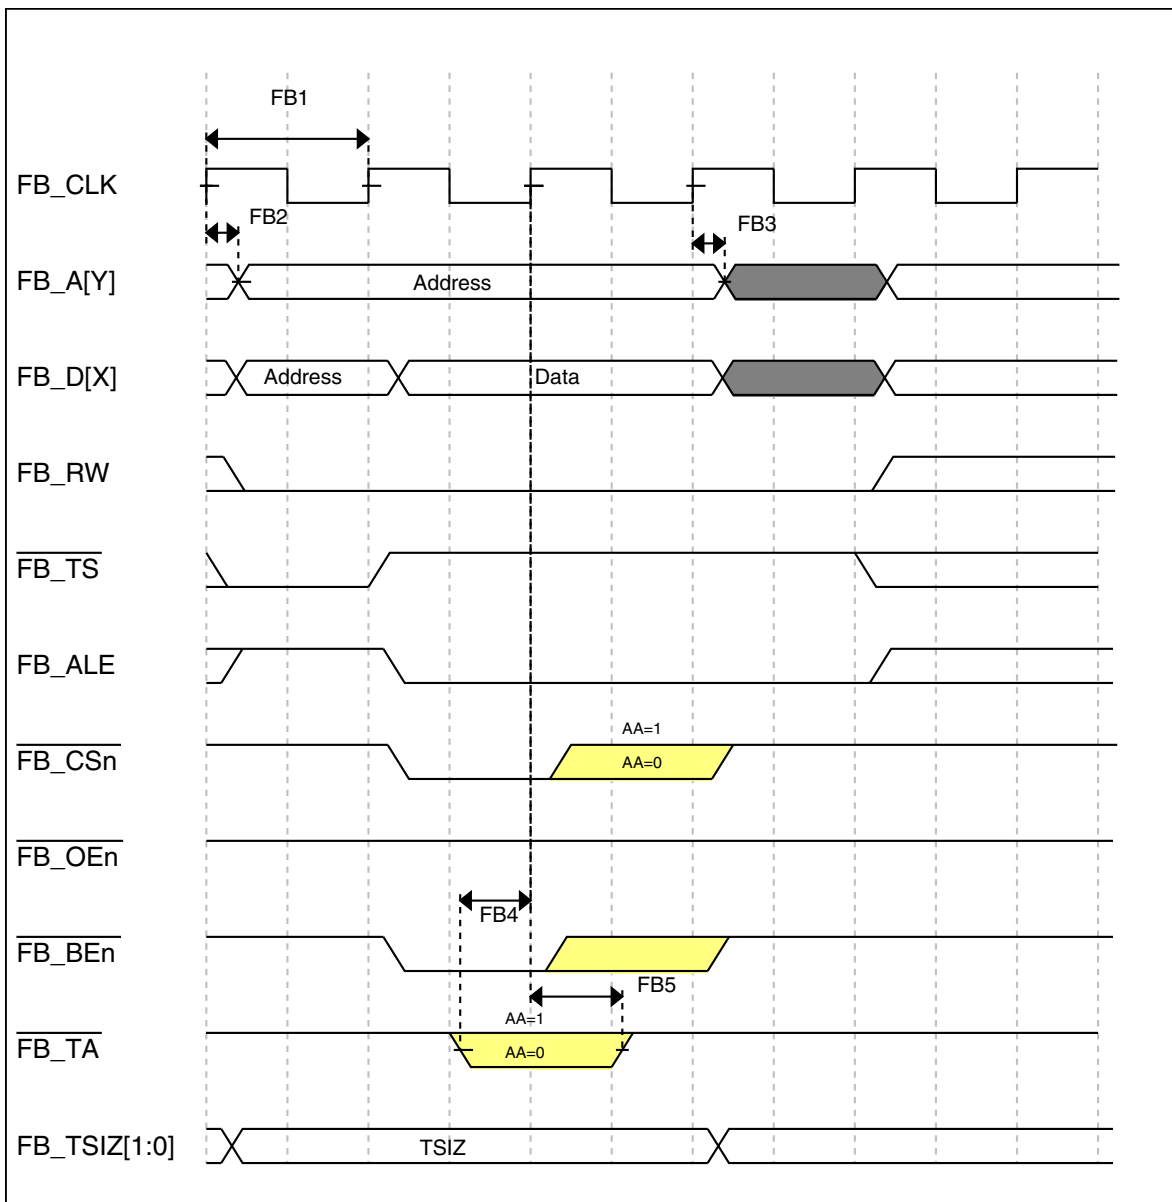 FB1
FB_CLK
FB2
FB3
FB_A[Y]
Address
FB_D[X]
Address
Data
FB_RW
FB_TS
FB_ALE
AA=1
FB_CSn
AA=0
FB_OEn
FB4
FB_BEn
FB5
AA=1
FB_TA
AA=0
FB_TSIZ[1:0]
TSIZ